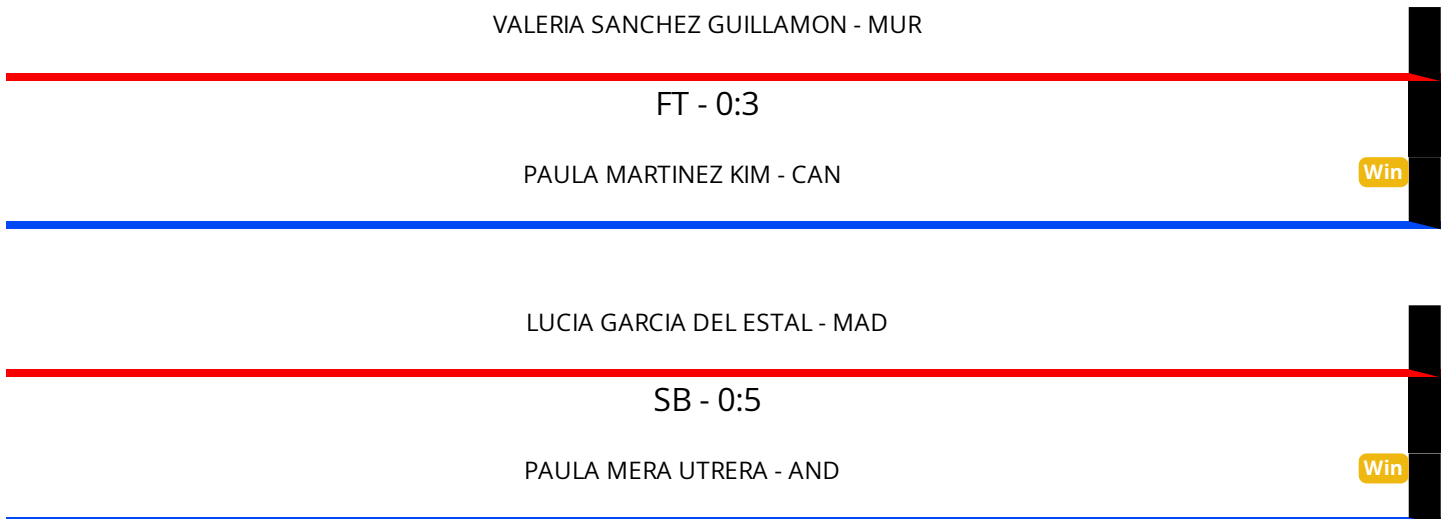 VALERIA SANCHEZ GUILLAMON - MUR
FT - 0:3
PAULA MARTINEZ KIM - CAN
Win
LUCIA GARCIA DEL ESTAL - MAD
SB - 0:5
PAULA MERA UTRERA - AND
Win